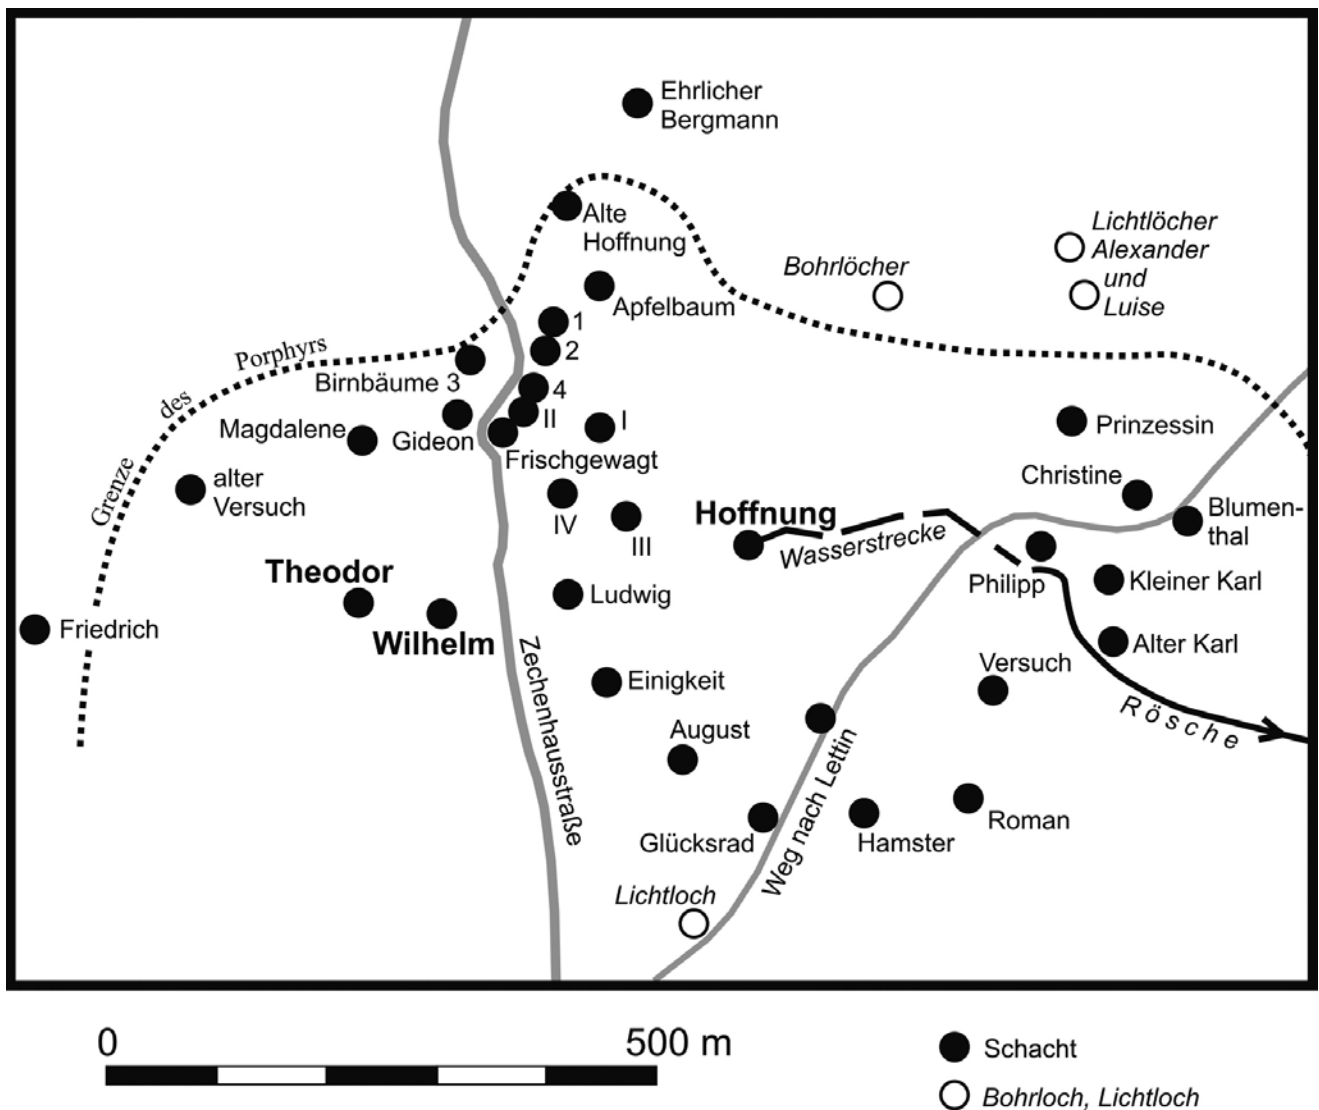 Ehrlicher
Bergmann
Alte
Hoffnung
Lichtlöcher
Alexander
und
Luise
Bohrlöcher
Apfelbaum
1
2
Grenze des Porphyrs
Birnbäume 3
4
II
I
Magdalene
Gideon
Frischgewagt
Prinzessin
alter
Versuch
Christine
IV
III
Hoffnung
Wasserstrecke
Blumen-
thal
Theodor
Philipp
Kleiner Karl
Ludwig
Friedrich
Wilhelm
Zechenhausstraße
Alter Karl
Versuch
Einigkeit
Rösche
August
Weg nach Lettin
Glücksrad
Hamster
Roman
Lichtloch
0
500 m
Schacht
Bohrloch, Lichtloch